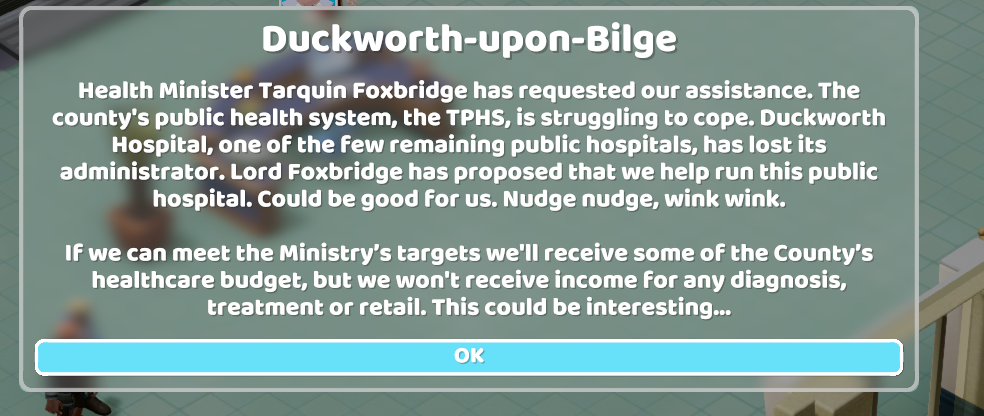 Duckworth-upon-Bilge
Health Minister Tarquin Foxbridge has requested our assistance. The
county's public health system, the TPHS, is struggling to cope. Duckworth
Hospital, one of the few remaining public hospitals, has lost its
administrator. Lord Foxbridge has proposed that we help run this public
hospital. Could be good for us. Nudge nudge, wink wink.
If we can meet the Ministry’s targets we'll receive some of the County’s
healthcare budget, but we won't receive income for any diagnosis,
treatment or retail. This could be interesting...
OK